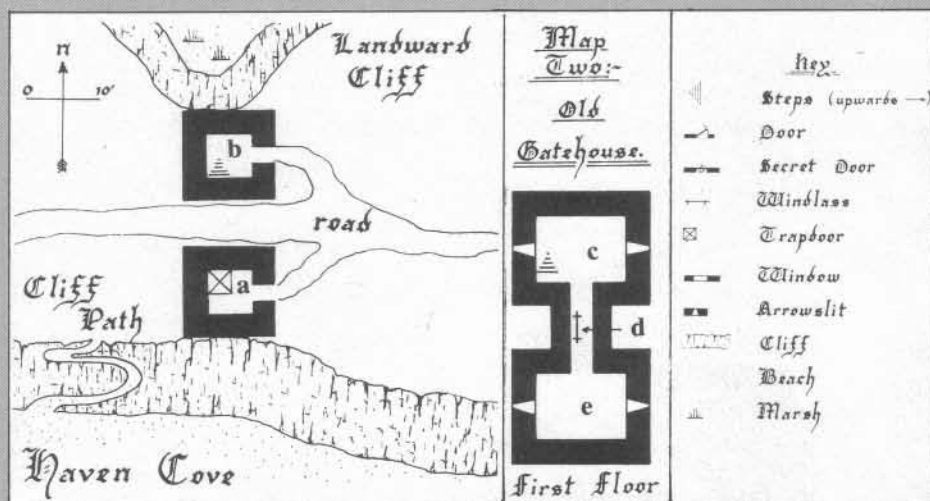 n
0 10'
Landward
Cliff
b
road
a
Cliff
Path
Haven Cove
Map
Two:-
Old
Gatehouse.
c
d
e
First Floor
Key
Steps (upwards →)
Door
Secret Door
Windlass
Trapdoor
Window
Arrowslit
Cliff
Beach
Marsh